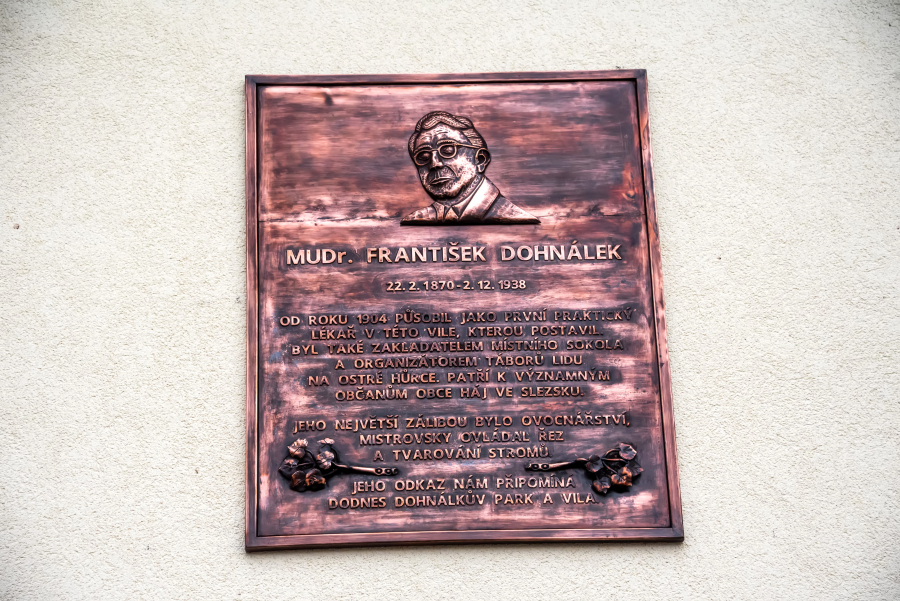 MUDr. FRANTIŠEK DOHNÁLEK
22. 2. 1870 - 2. 12. 1938
OD ROKU 1904 PŮSOBIL JAKO PRVNÍ PRAKTICKÝ
LÉKAŘ V TÉTO VILE, KTEROU POSTAVIL.
BYL TAKÉ ZAKLADATELEM MÍSTNÍHO SOKOLA
A ORGANIZÁTOREM TÁBORU LIDU
NA OSTRÉ HŮRCE. PATŘÍ K VÝZNAMNÝM
OBČANŮM OBCE HÁJ VE SLEZSKU.
JEHO NEJVĚTŠÍ ZÁLIBOU BYLO OVOCNÁŘSTVÍ,
MISTROVSKY OVLÁDAL ŘEZ
A TVAROVÁNÍ STROMŮ.
JEHO ODKAZ NÁM PŘIPOMÍNÁ
DODNES DOHNÁLKŮV PARK A VILA.